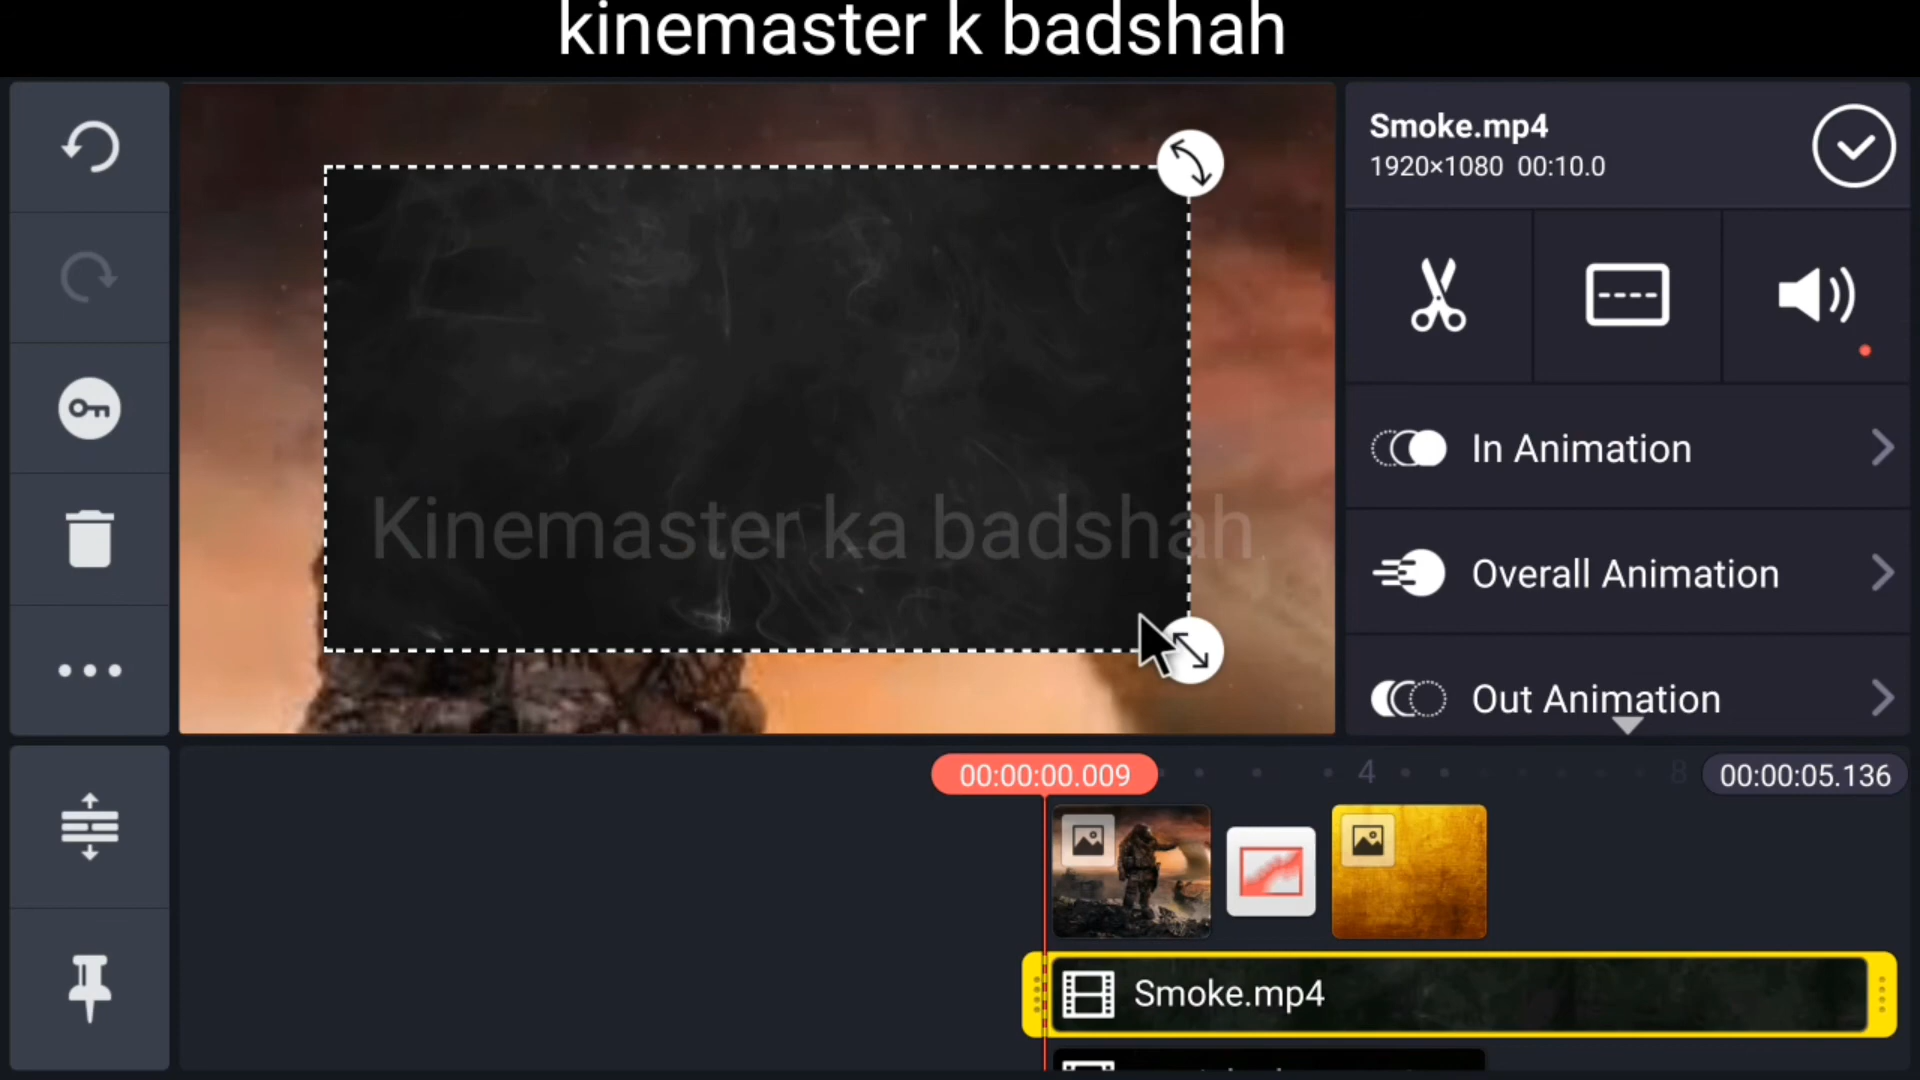 kinemaster k badshah
Smoke.mp4
1920×1080 00:10.0
Kinemaster ka badshah
In Animation
Overall Animation
Out Animation
00:00:00.009
4
8
00:00:05.136
Smoke.mp4